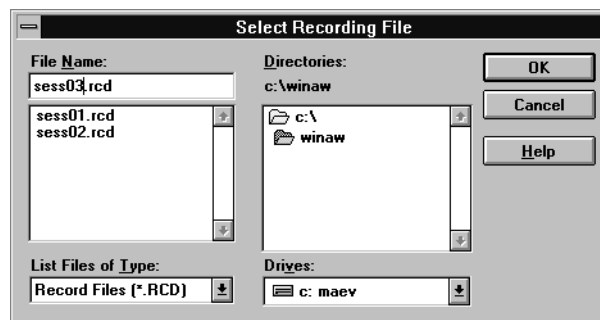 Select Recording File
File Name:
sess03.rcd
sess01.rcd
sess02.rcd
List Files of Type:
Record Files (*.RCD)
Directories:
c:\winaw
c:\
winaw
Drives:
c: maev
OK
Cancel
Help